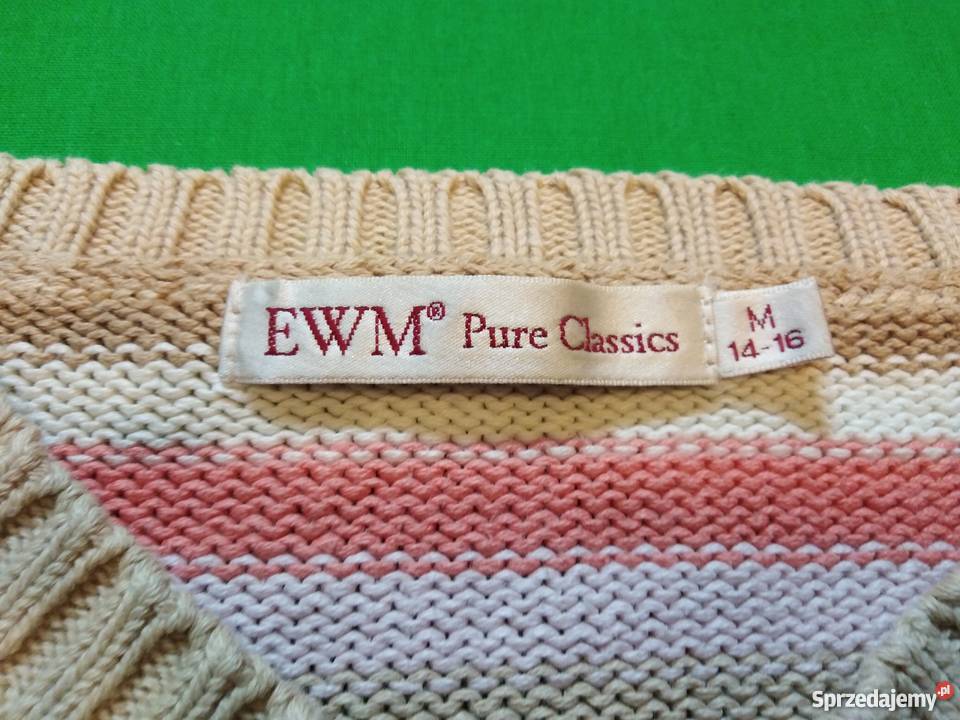 EWM® Pure Classics
M
14-16
Sprzedajemy.pl